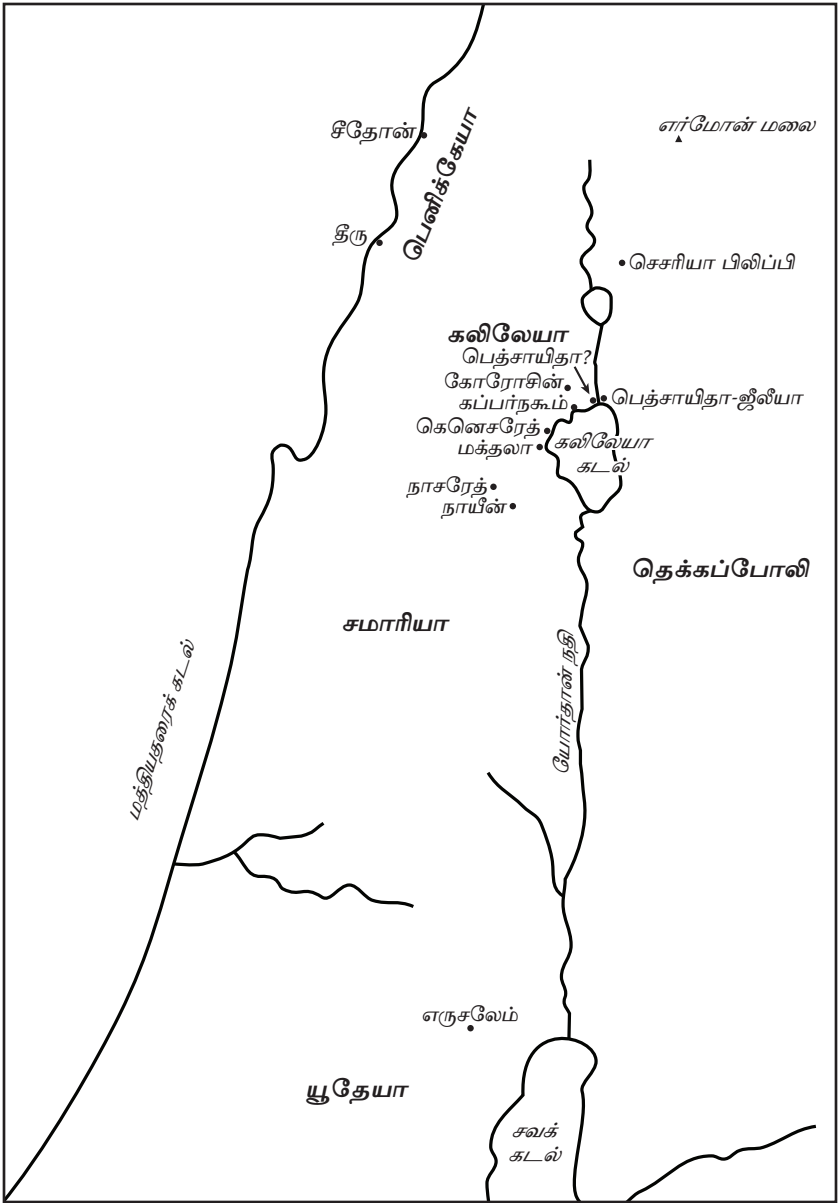 சீதோன்
எர்மோன் மலை
பெனிக்கேயா
தீரு
செசரியா பிலிப்பி
கலிலேயா
பெத்சாயிதா?
கோரோசின்
கப்பர்நகூம்
பெத்சாயிதா-ஜீலீயா
கெனெசரேத்
மக்தலா
கலிலேயா
கடல்
நாசரேத்
நாயீன்
தெக்கப்போலி
சமாரியா
யோர்தான் நதி
மத்தியதரைக் கடல்
எருசலேம்
யூதேயா
சவக்
கடல்